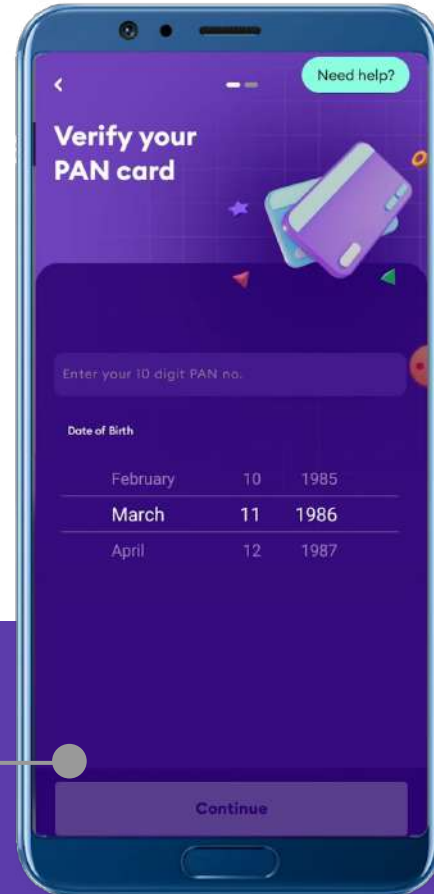 Need help?
Verify your
PAN card
Enter your 10 digit PAN no.
Date of Birth
February 10 1985
March 11 1986
April 12 1987
Continue